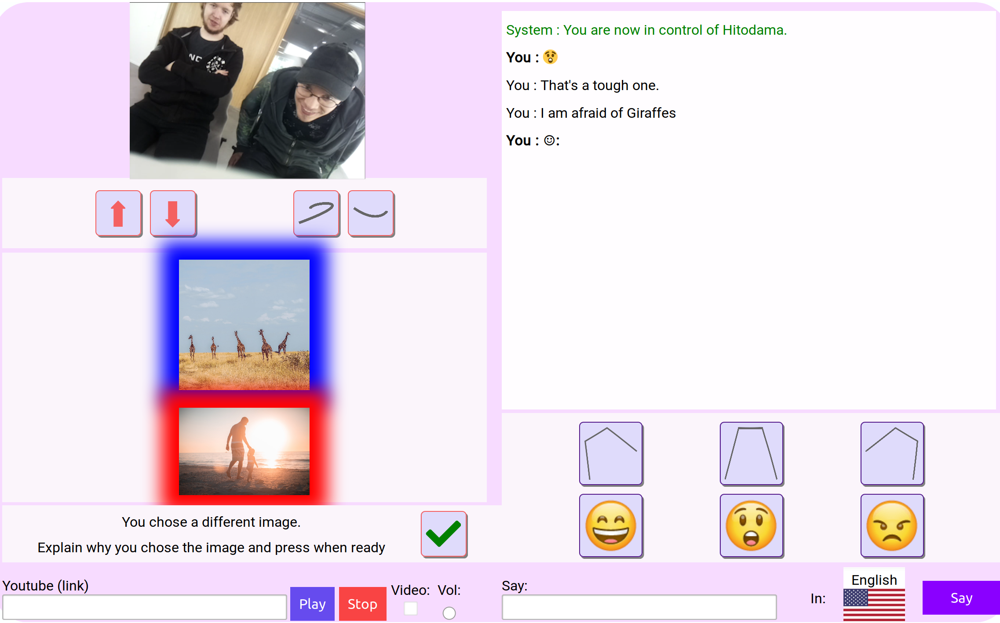 System : You are now in control of Hitodama.
You : 😲
You : That's a tough one.
You : I am afraid of Giraffes
You : ☺:
You chose a different image.
Explain why you chose the image and press when ready
Youtube (link)
Play
Stop
Video:
Vol:
Say:
In:
English
Say